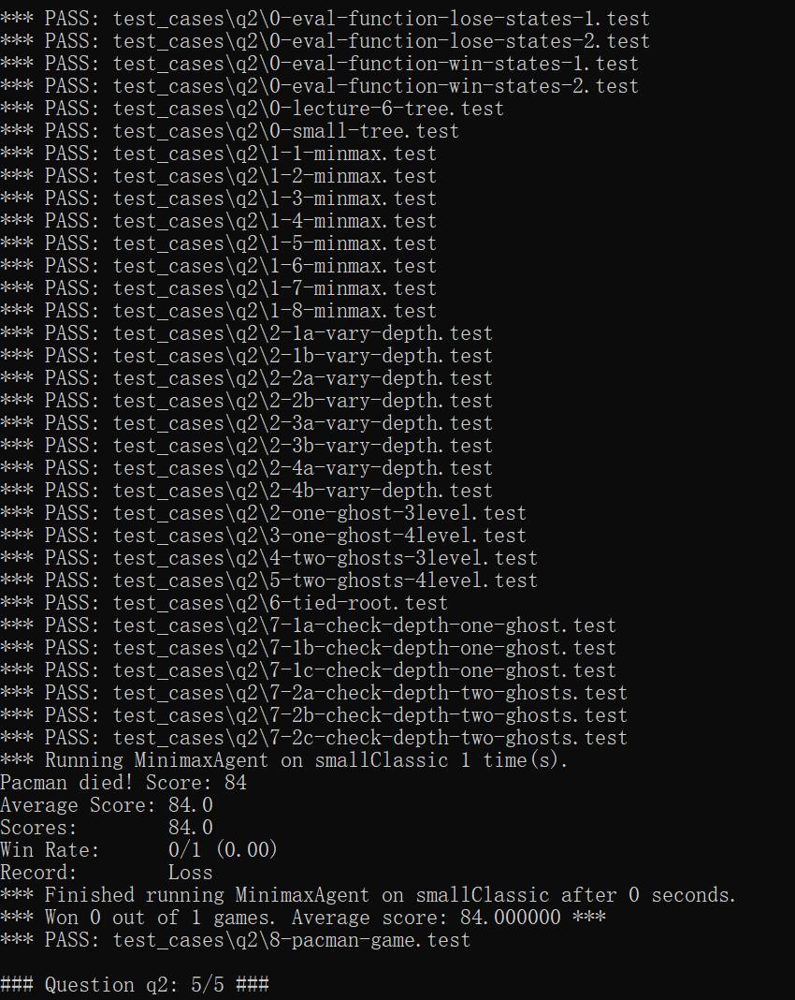 *** PASS: test_cases\q2\0-eval-function-lose-states-1.test
*** PASS: test_cases\q2\0-eval-function-lose-states-2.test
*** PASS: test_cases\q2\0-eval-function-win-states-1.test
*** PASS: test_cases\q2\0-eval-function-win-states-2.test
*** PASS: test_cases\q2\0-lecture-6-tree.test
*** PASS: test_cases\q2\0-small-tree.test
*** PASS: test_cases\q2\1-1-minmax.test
*** PASS: test_cases\q2\1-2-minmax.test
*** PASS: test_cases\q2\1-3-minmax.test
*** PASS: test_cases\q2\1-4-minmax.test
*** PASS: test_cases\q2\1-5-minmax.test
*** PASS: test_cases\q2\1-6-minmax.test
*** PASS: test_cases\q2\1-7-minmax.test
*** PASS: test_cases\q2\1-8-minmax.test
*** PASS: test_cases\q2\2-1a-vary-depth.test
*** PASS: test_cases\q2\2-1b-vary-depth.test
*** PASS: test_cases\q2\2-2a-vary-depth.test
*** PASS: test_cases\q2\2-2b-vary-depth.test
*** PASS: test_cases\q2\2-3a-vary-depth.test
*** PASS: test_cases\q2\2-3b-vary-depth.test
*** PASS: test_cases\q2\2-4a-vary-depth.test
*** PASS: test_cases\q2\2-4b-vary-depth.test
*** PASS: test_cases\q2\2-one-ghost-3level.test
*** PASS: test_cases\q2\3-one-ghost-4level.test
*** PASS: test_cases\q2\4-two-ghosts-3level.test
*** PASS: test_cases\q2\5-two-ghosts-4level.test
*** PASS: test_cases\q2\6-tied-root.test
*** PASS: test_cases\q2\7-1a-check-depth-one-ghost.test
*** PASS: test_cases\q2\7-1b-check-depth-one-ghost.test
*** PASS: test_cases\q2\7-1c-check-depth-one-ghost.test
*** PASS: test_cases\q2\7-2a-check-depth-two-ghosts.test
*** PASS: test_cases\q2\7-2b-check-depth-two-ghosts.test
*** PASS: test_cases\q2\7-2c-check-depth-two-ghosts.test
*** Running MinimaxAgent on smallClassic 1 time(s).
Pacman died! Score: 84
Average Score: 84.0
Scores:        84.0
Win Rate:      0/1 (0.00)
Record:        Loss
*** Finished running MinimaxAgent on smallClassic after 0 seconds.
*** Won 0 out of 1 games. Average score: 84.000000 ***
*** PASS: test_cases\q2\8-pacman-game.test
### Question q2: 5/5 ###